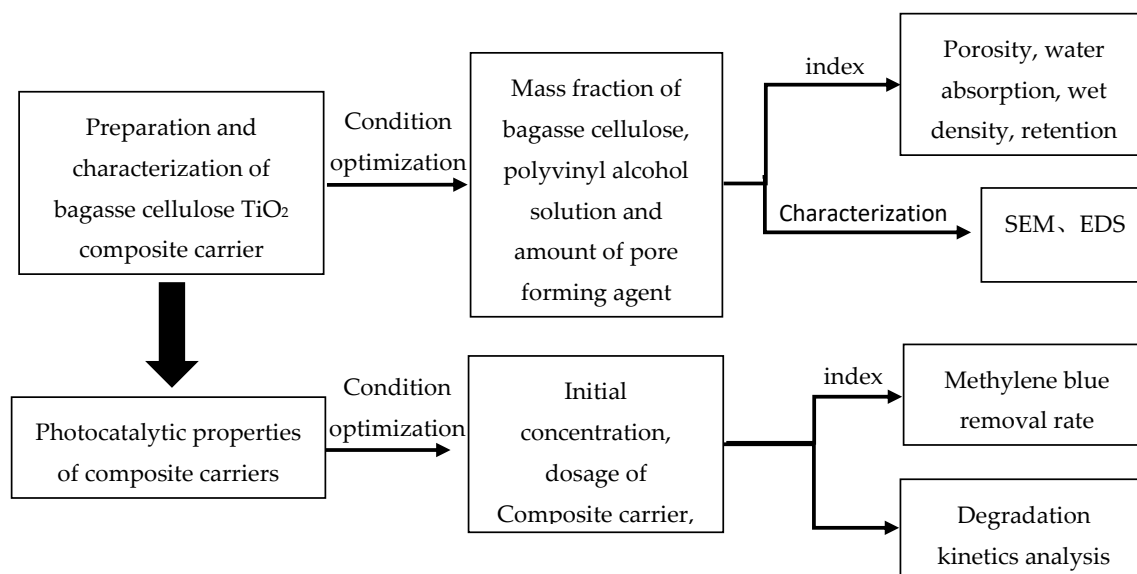 Preparation and
characterization of
bagasse cellulose TiO₂
composite carrier
Condition
optimization
Mass fraction of
bagasse cellulose,
polyvinyl alcohol
solution and
amount of pore
forming agent
index
Porosity, water
absorption, wet
density, retention
Characterization
SEM、EDS
Photocatalytic properties
of composite carriers
Condition
optimization
Initial
concentration,
dosage of
Composite carrier,
index
Methylene blue
removal rate
Degradation
kinetics analysis